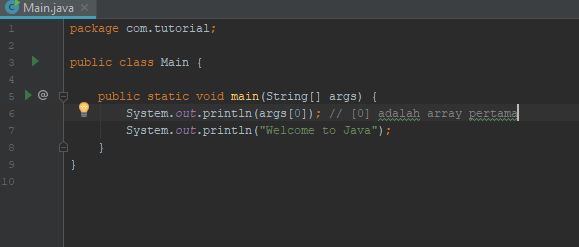 Main.java
1 package com.tutorial;
2
3 public class Main {
4
5 public static void main(String[] args) {
6 System.out.println(args[0]); // [0] adalah array pertama
7 System.out.println("Welcome to Java");
8 }
9 }
10